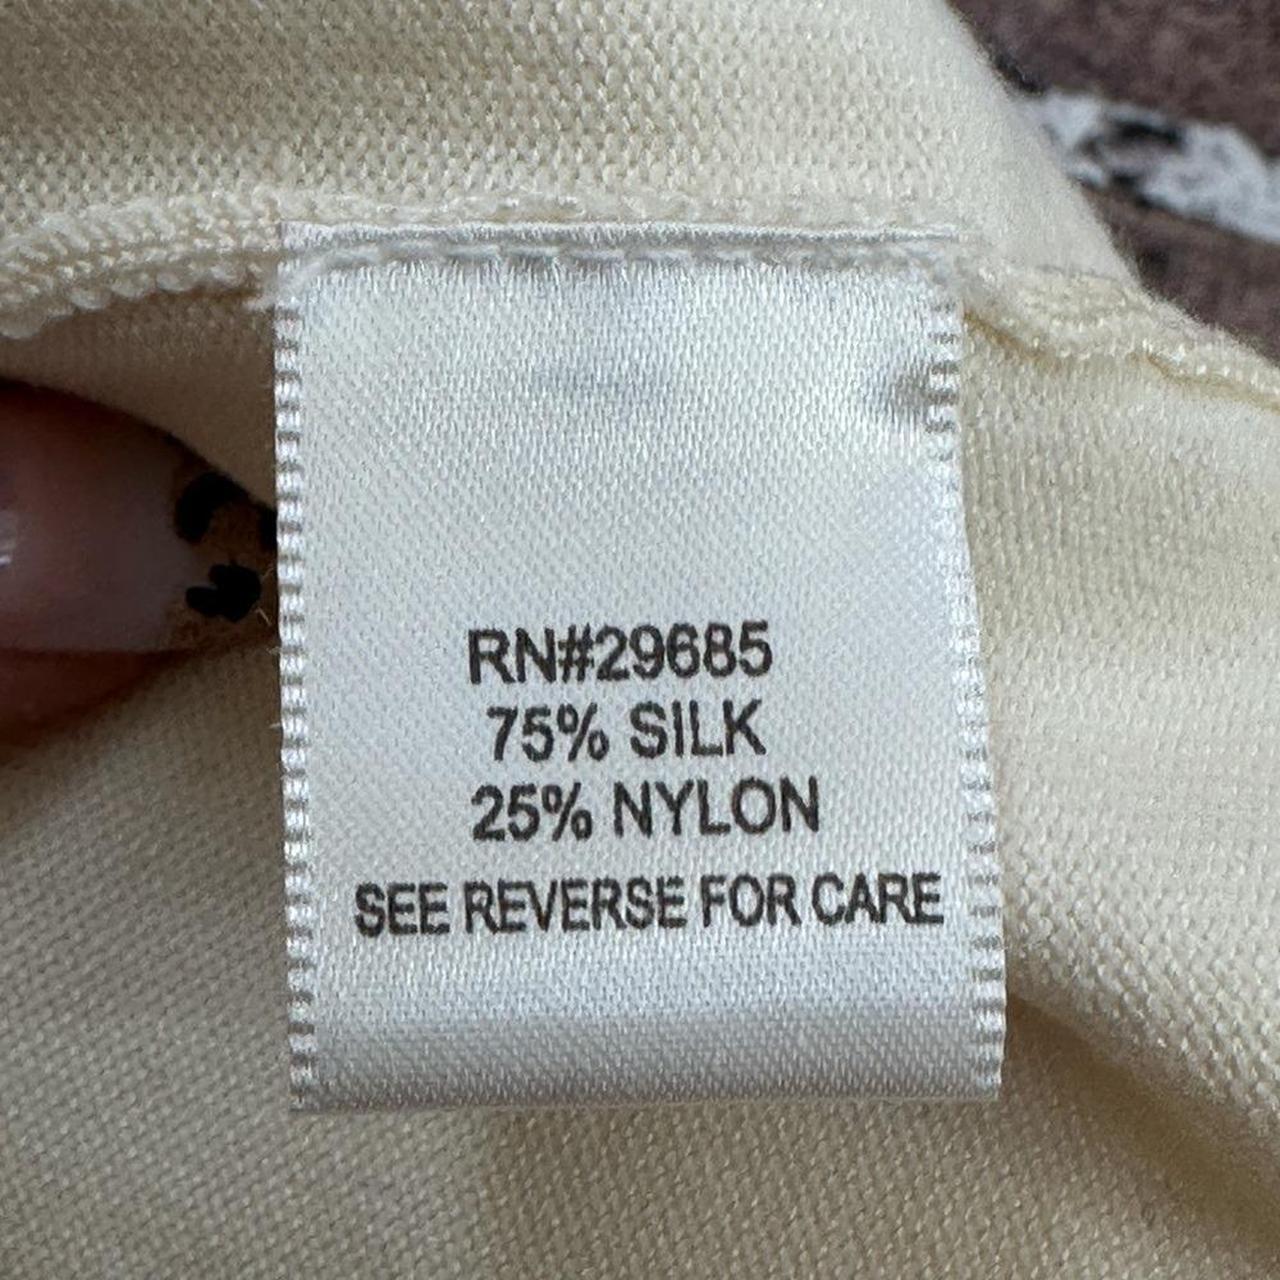 RN#29685
75% SILK
25% NYLON
SEE REVERSE FOR CARE